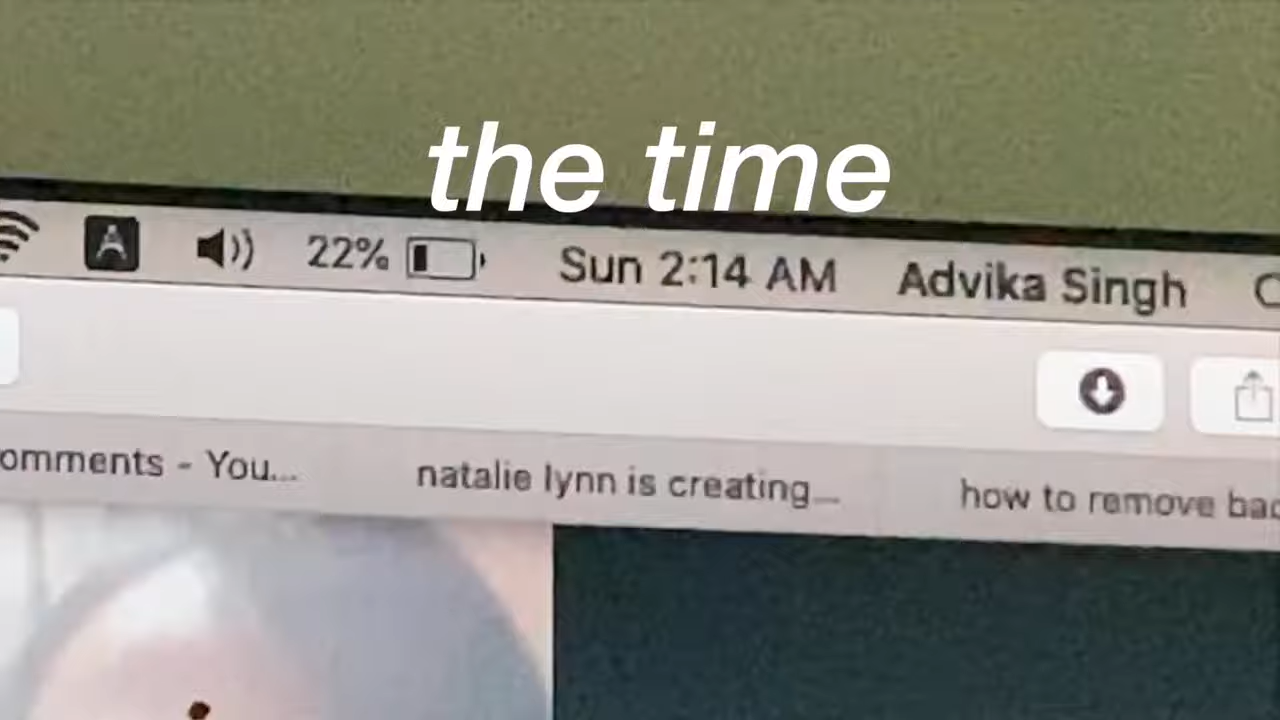 the time
22% Sun 2:14 AM Advika Singh
omments - You... natalie lynn is creating... how to remove bac